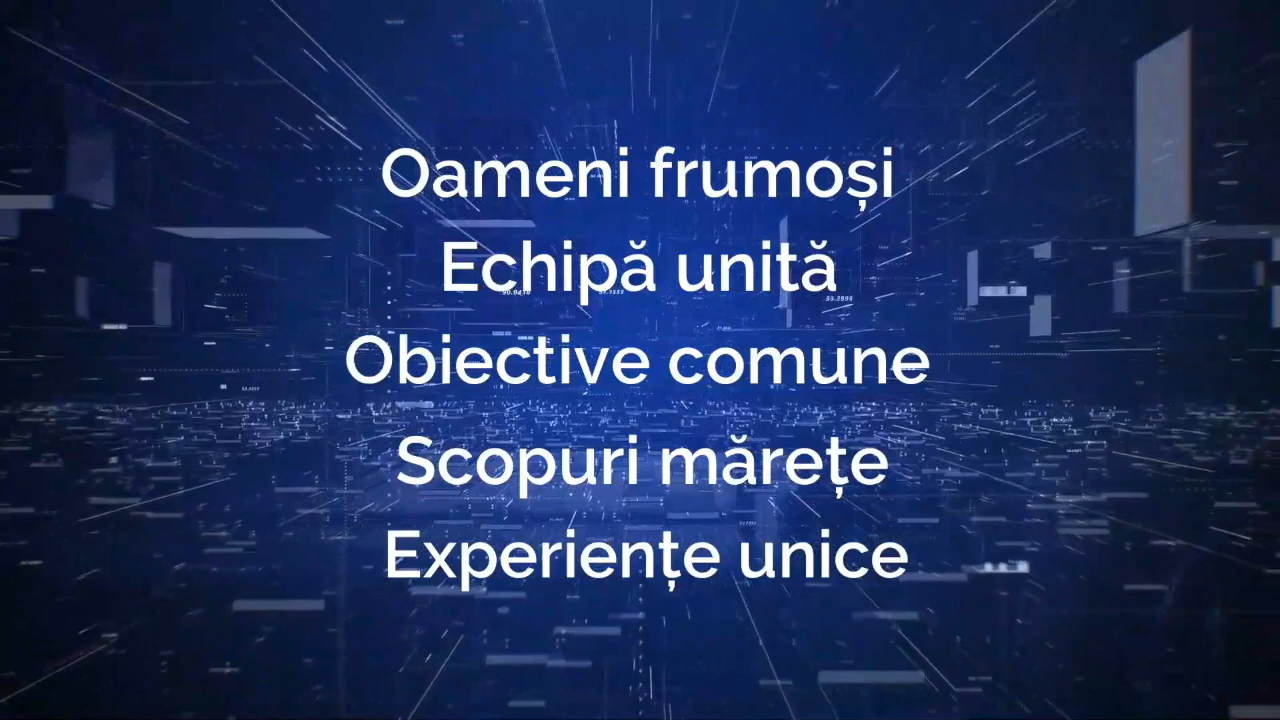 Oameni frumoși
Echipă unită
Obiective comune
Scopuri mărețe
Experiențe unice